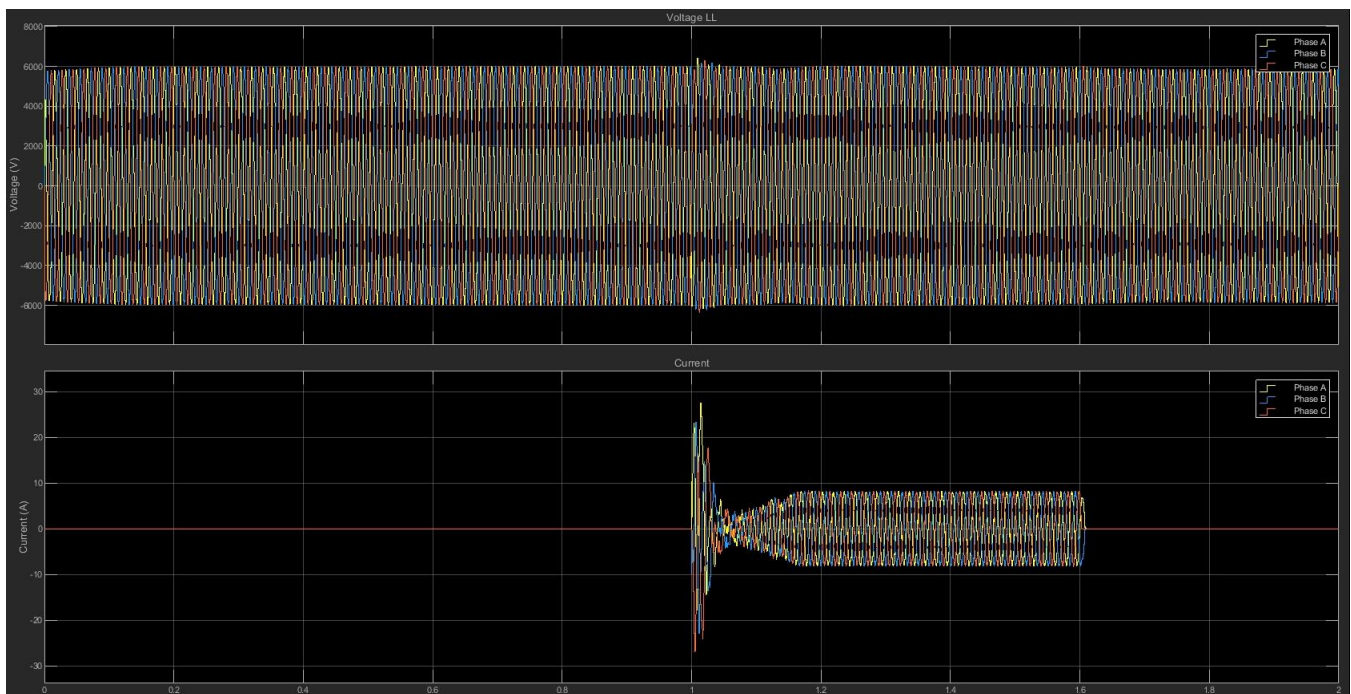 Voltage LL
Voltage (V)
8000
6000
4000
2000
0
-2000
-4000
-6000
Phase A
Phase B
Phase C
Current
Current (A)
30
20
10
0
-10
-20
-30
Phase A
Phase B
Phase C
0
0.2
0.4
0.6
0.8
1
1.2
1.4
1.6
1.8
2